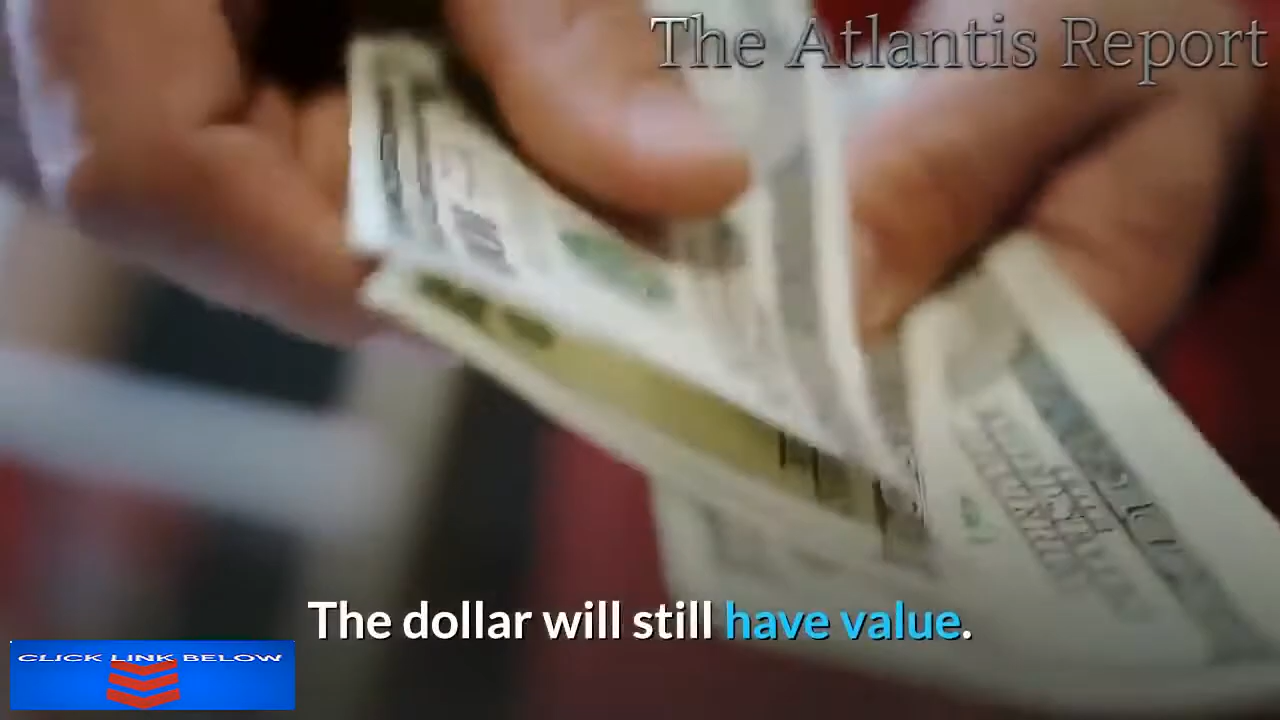 The Atlantis Report
The dollar will still have value.
CLICK LINK BELOW